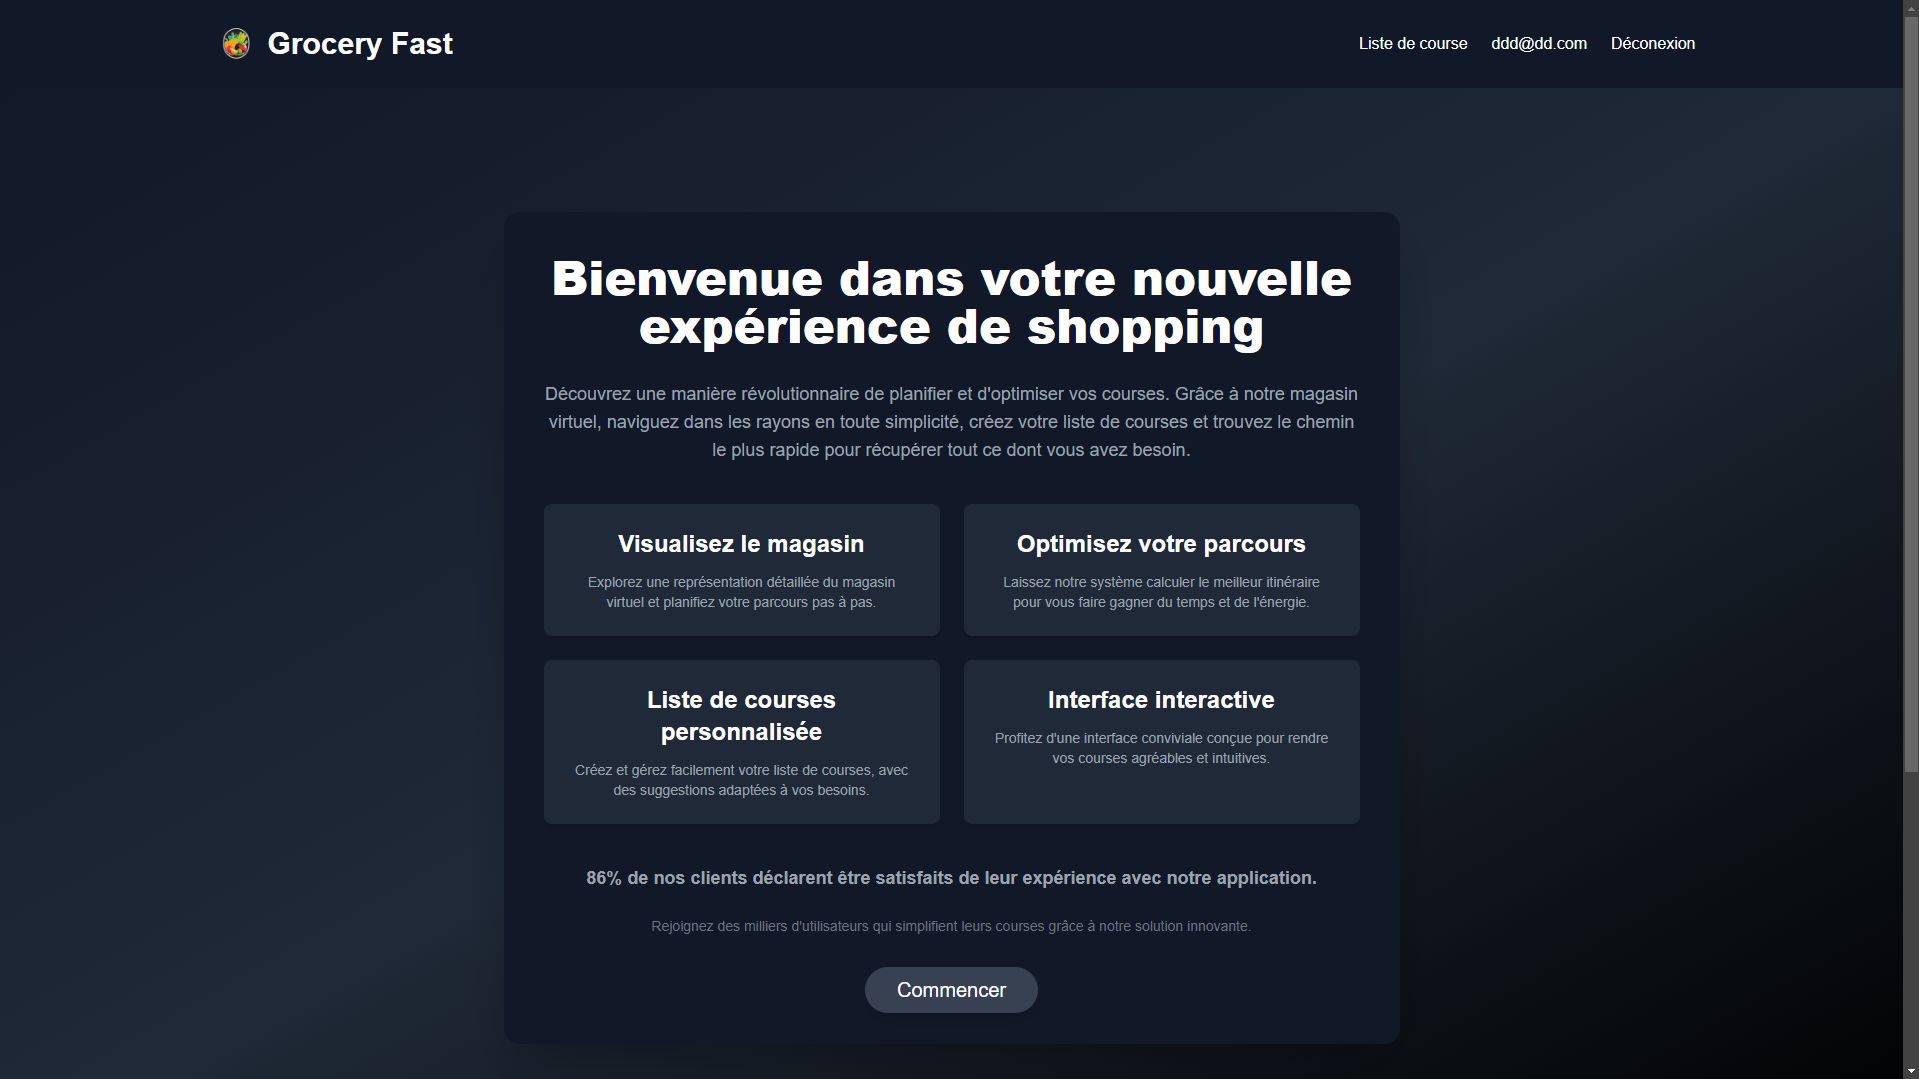 Grocery Fast
Liste de course
ddd@dd.com
Déconexion
Bienvenue dans votre nouvelle
expérience de shopping
Découvrez une manière révolutionnaire de planifier et d'optimiser vos courses. Grâce à notre magasin
virtuel, naviguez dans les rayons en toute simplicité, créez votre liste de courses et trouvez le chemin
le plus rapide pour récupérer tout ce dont vous avez besoin.
Visualisez le magasin
Explorez une représentation détaillée du magasin
virtuel et planifiez votre parcours pas à pas.
Optimisez votre parcours
Laissez notre système calculer le meilleur itinéraire
pour vous faire gagner du temps et de l'énergie.
Liste de courses
personnalisée
Créez et gérez facilement votre liste de courses, avec
des suggestions adaptées à vos besoins.
Interface interactive
Profitez d'une interface conviviale conçue pour rendre
vos courses agréables et intuitives.
86% de nos clients déclarent être satisfaits de leur expérience avec notre application.
Rejoignez des milliers d'utilisateurs qui simplifient leurs courses grâce à notre solution innovante.
Commencer